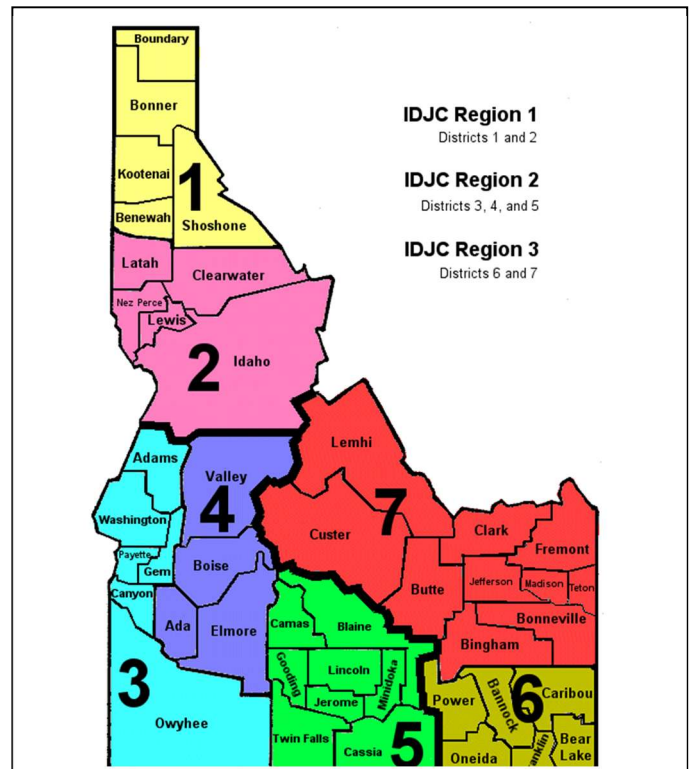 Boundary
Bonner
IDJC Region 1
Districts 1 and 2
Kootenai
1
IDJC Region 2
Districts 3, 4, and 5
Benewah
Shoshone
Latah
Clearwater
IDJC Region 3
Districts 6 and 7
Nez Perce
Lewis
2
Idaho
Lemhi
Adams
Valley
7
4
Washington
Custer
Clark
Fremont
Payette
Gem
Boise
Butte
Jefferson
Madison
Teton
Canyon
Ada
Elmore
Camas
Blaine
Bonneville
Bingham
3
Gooding
Lincoln
Minidoka
Jerome
Power
Bannock
6
Caribou
Owyhee
Twin Falls
Cassia
5
Oneida
anklin
Bear
Lake